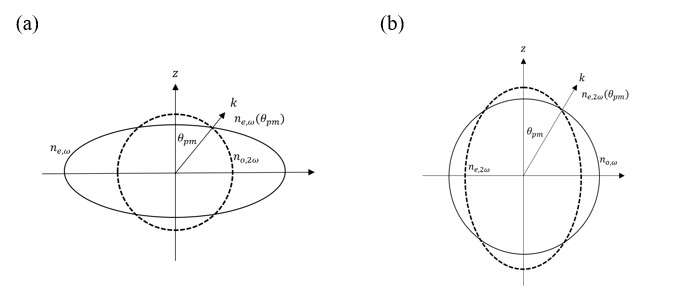 (a)
z
k
n_{e,ω}(θ_{pm})
n_{e,ω}
θ_{pm}
n_{o,2ω}
(b)
z
k
n_{e,2ω}(θ_{pm})
θ_{pm}
n_{e,2ω}
n_{o,ω}